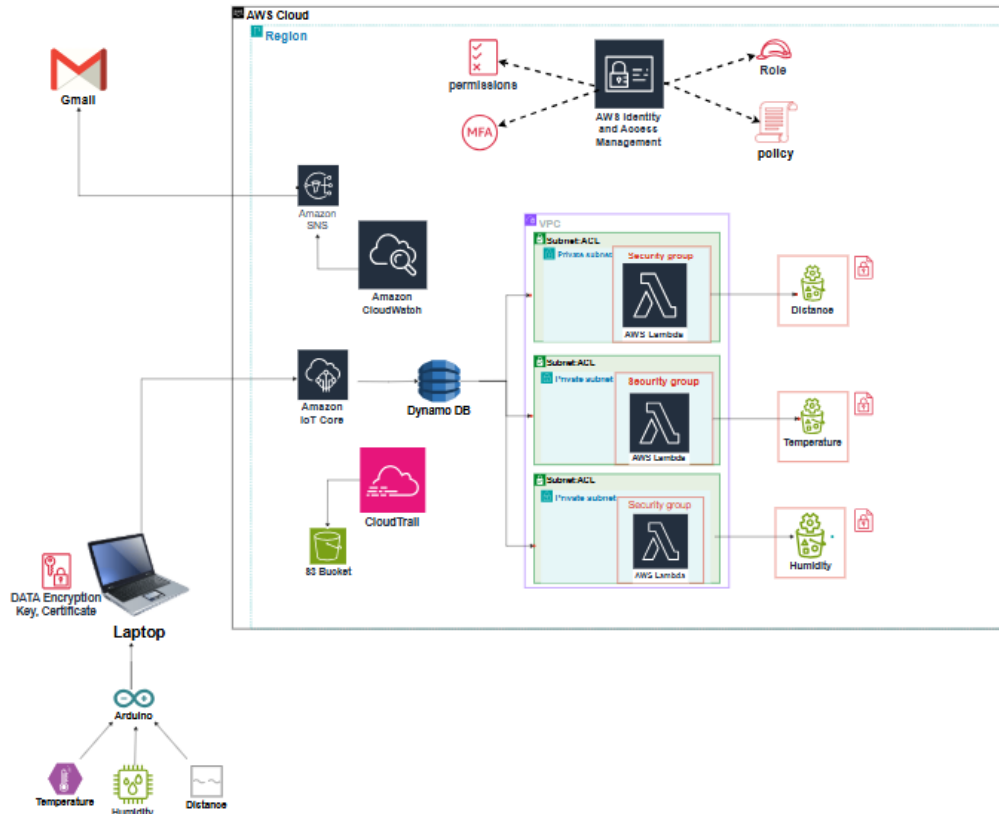 AWS Cloud
Region
Gmail
permissions
MFA
AWS Identity
and Access
Management
Role
policy
Amazon
SNS
Amazon
CloudWatch
VPC
Subnet:ACL
Private subnet
Security group
AWS Lambda
Distance
Amazon
IoT Core
Dynamo DB
Subnet:ACL
Private subnet
Security group
AWS Lambda
Temperature
CloudTrail
S3 Bucket
Subnet:ACL
Private subnet
Security group
AWS Lambda
Humidity
DATA Encryption
Key, Certificate
Laptop
Arduino
Temperature
Humidity
Distance